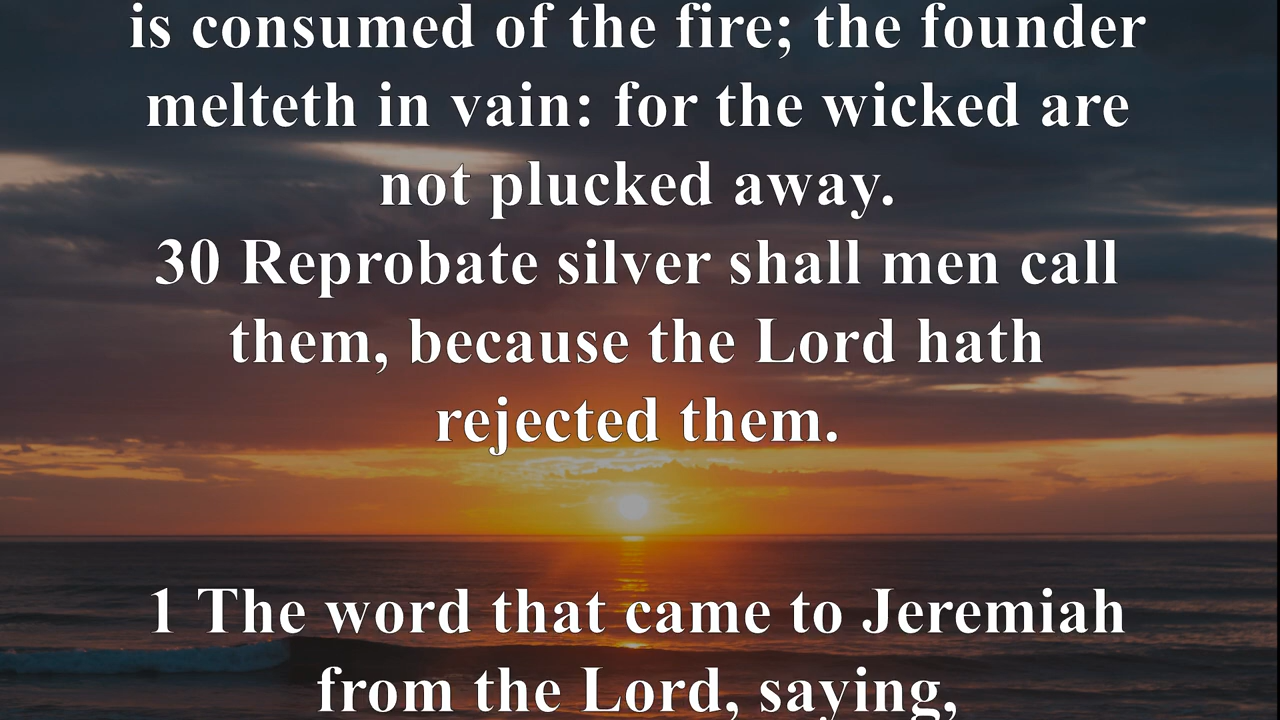 is consumed of the fire; the founder
melteth in vain: for the wicked are
not plucked away.
30 Reprobate silver shall men call
them, because the Lord hath
rejected them.
1 The word that came to Jeremiah
from the Lord, saying,